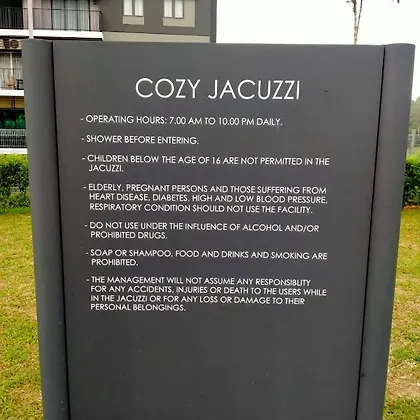 COZY JACUZZI
- OPERATING HOURS: 7.00 AM TO 10.00 PM DAILY.
- SHOWER BEFORE ENTERING.
- CHILDREN BELOW THE AGE OF 16 ARE NOT PERMITTED IN THE
JACUZZI.
- ELDERLY, PREGNANT PERSONS AND THOSE SUFFERING FROM
HEART DISEASE, DIABETES, HIGH AND LOW BLOOD PRESSURE,
RESPIRATORY CONDITION SHOULD NOT USE THE FACILITY.
- DO NOT USE UNDER THE INFLUENCE OF ALCOHOL AND/OR
PROHIBITED DRUGS.
- SOAP OR SHAMPOO, FOOD AND DRINKS AND SMOKING ARE
PROHIBITED.
- THE MANAGEMENT WILL NOT ASSUME ANY RESPONSIBLITY
FOR ANY ACCIDENTS, INJURIES OR DEATH TO THE USERS WHILE
IN THE JACUZZI OR FOR ANY LOSS OR DAMAGE TO THEIR
PERSONAL BELONGINGS.